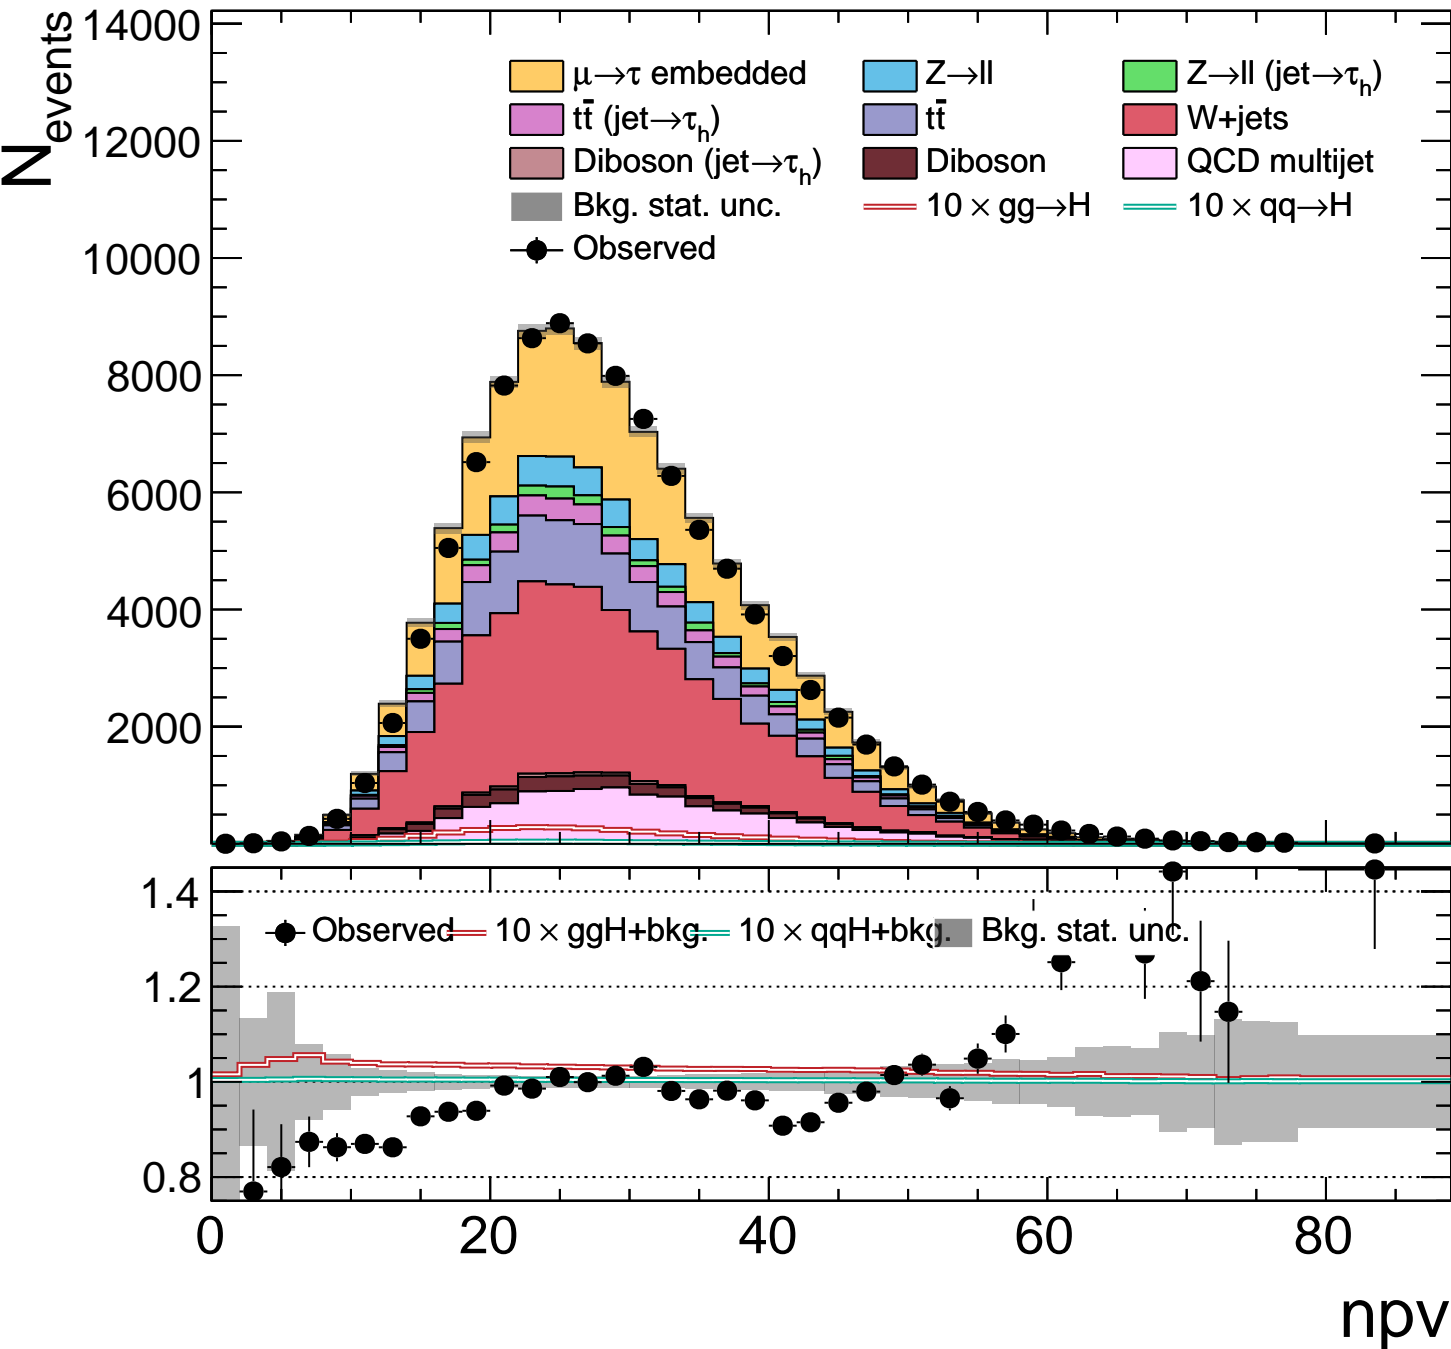 N_events
14000
12000
10000
8000
6000
4000
2000
μ→τ embedded
Z→ll
Z→ll (jet→τ_h)
tt̄ (jet→τ_h)
tt̄
W+jets
Diboson (jet→τ_h)
Diboson
QCD multijet
Bkg. stat. unc.
10 × gg→H
10 × qq→H
Observed
1.4
1.2
1
0.8
Observed
10 × ggH+bkg.
10 × qqH+bkg.
Bkg. stat. unc.
0 20 40 60 80
npv